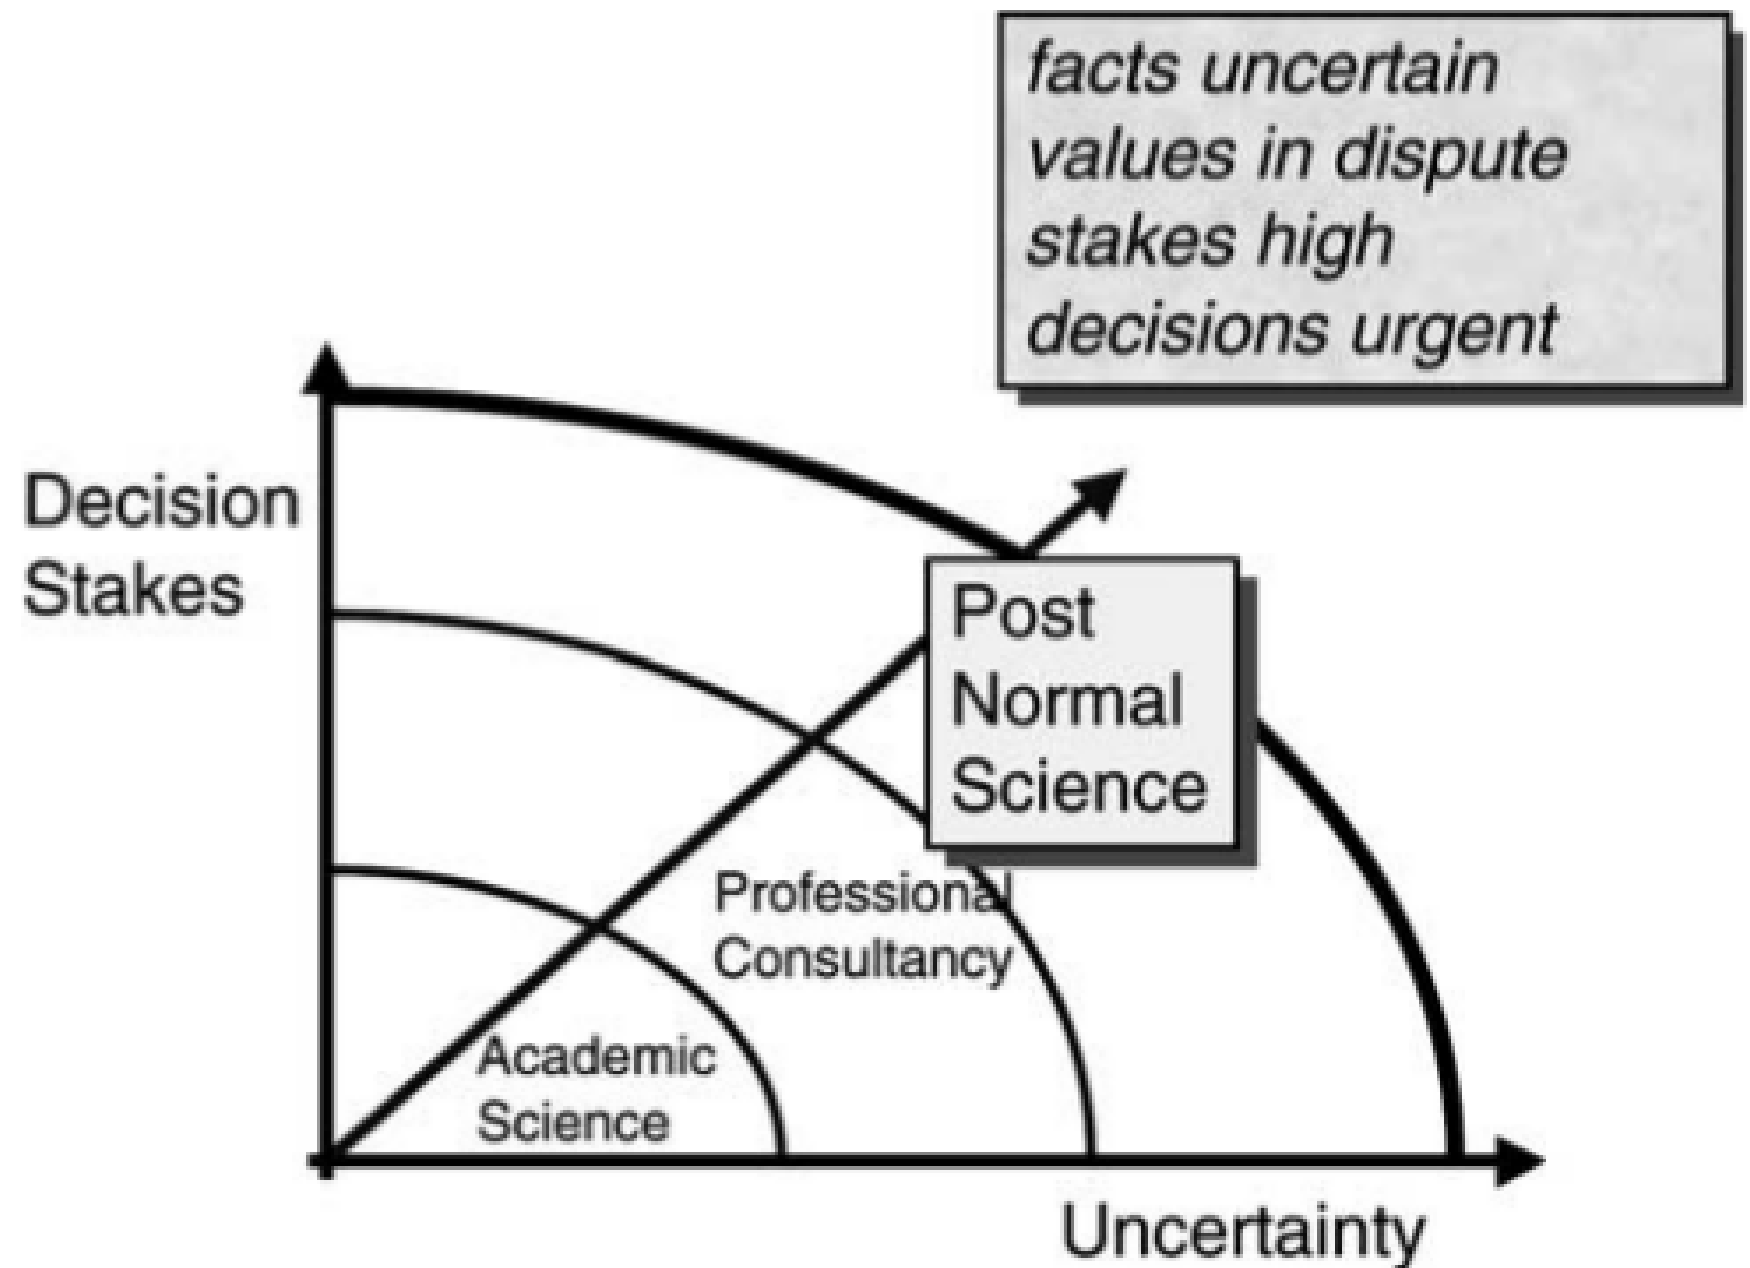 facts uncertain
values in dispute
stakes high
decisions urgent
Decision
Stakes
Post
Normal
Science
Professional
Consultancy
Academic
Science
Uncertainty